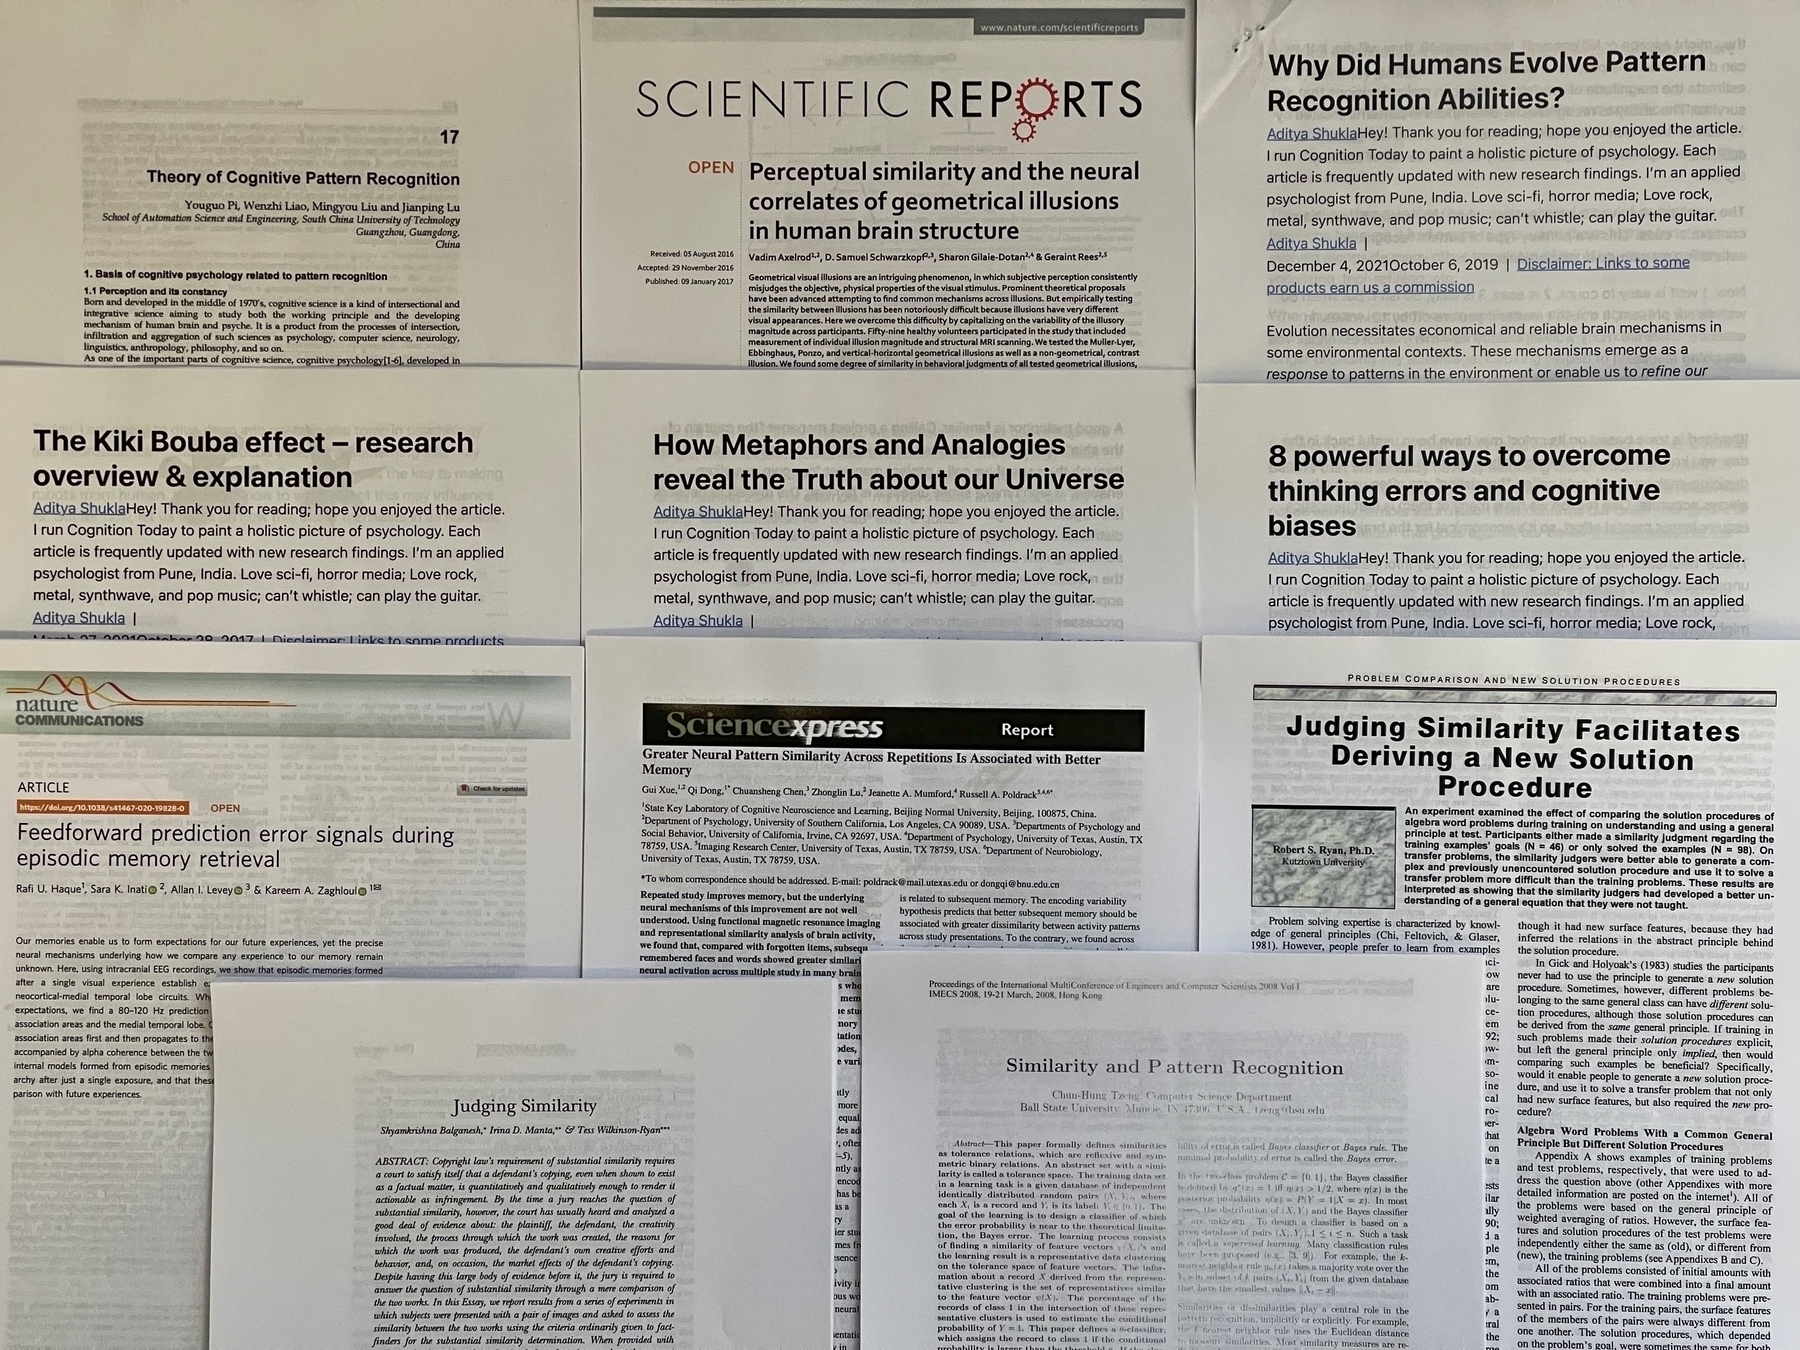 17
Theory of Cognitive Pattern Recognition
Youguo Pi, Wenzhi Liao, Mingyou Liu and Jianping Lu
School of Automation Science and Engineering, South China University of Technology
Guangzhou, Guangdong,
China
1. Basis of cognitive psychology related to pattern recognition
1.1 Perception and its constancy
Born and developed in the middle of 1970's, cognitive science is a kind of intersectional and
integrative science aiming to study both the working principle and the developing
mechanism of human brain and psyche. It is a product from the processes of intersection,
infiltration and aggregation of such sciences as psychology, computer science, neurology,
linguistics, anthropology, philosophy, and so on.
As one of the important parts of cognitive science, cognitive psychology[1-6], developed in
www.nature.com/scientificreports
SCIENTIFIC REPORTS
OPEN
Perceptual similarity and the neural
correlates of geometrical illusions
in human brain structure
Received: 05 August 2016
Accepted: 29 November 2016
Published: 09 January 2017
Vadim Axelrod1,2, D. Samuel Schwarzkopf2,3, Sharon Gilaie-Dotan2,4 & Geraint Rees2,5
Geometrical visual illusions are an intriguing phenomenon, in which subjective perception consistently
misjudges the objective, physical properties of the visual stimulus. Prominent theoretical proposals
have been advanced attempting to find common mechanisms across illusions. But empirically testing
the similarity between illusions has been notoriously difficult because illusions have very different
visual appearances. Here we overcome this difficulty by capitalizing on the variability of the illusory
magnitude across participants. Fifty-nine healthy volunteers participated in the study that included
measurement of individual illusion magnitude and structural MRI scanning. We tested the Muller-Lyer,
Ebbinghaus, Ponzo, and vertical-horizontal geometrical illusions as well as a non-geometrical, contrast
illusion. We found some degree of similarity in behavioral judgments of all tested geometrical illusions,
Why Did Humans Evolve Pattern
Recognition Abilities?
Aditya ShuklaHey! Thank you for reading; hope you enjoyed the article.
I run Cognition Today to paint a holistic picture of psychology. Each
article is frequently updated with new research findings. I'm an applied
psychologist from Pune, India. Love sci-fi, horror media; Love rock,
metal, synthwave, and pop music; can't whistle; can play the guitar.
Aditya Shukla |
December 4, 2021October 6, 2019 | Disclaimer: Links to some
products earn us a commission
Evolution necessitates economical and reliable brain mechanisms in
some environmental contexts. These mechanisms emerge as a
response to patterns in the environment or enable us to refine our
The Kiki Bouba effect – research
overview & explanation
Aditya ShuklaHey! Thank you for reading; hope you enjoyed the article.
I run Cognition Today to paint a holistic picture of psychology. Each
article is frequently updated with new research findings. I'm an applied
psychologist from Pune, India. Love sci-fi, horror media; Love rock,
metal, synthwave, and pop music; can't whistle; can play the guitar.
Aditya Shukla |
March 27, 2021October 28, 2017 | Disclaimer: Links to some products
How Metaphors and Analogies
reveal the Truth about our Universe
Aditya ShuklaHey! Thank you for reading; hope you enjoyed the article.
I run Cognition Today to paint a holistic picture of psychology. Each
article is frequently updated with new research findings. I'm an applied
psychologist from Pune, India. Love sci-fi, horror media; Love rock,
metal, synthwave, and pop music; can't whistle; can play the guitar.
Aditya Shukla |
8 powerful ways to overcome
thinking errors and cognitive
biases
Aditya ShuklaHey! Thank you for reading; hope you enjoyed the article.
I run Cognition Today to paint a holistic picture of psychology. Each
article is frequently updated with new research findings. I'm an applied
psychologist from Pune, India. Love sci-fi, horror media; Love rock,
nature
COMMUNICATIONS
ARTICLE
Check for updates
https://doi.org/10.1038/s41467-020-19828-0 OPEN
Feedforward prediction error signals during
episodic memory retrieval
Rafi U. Haque1, Sara K. Inati 2, Allan I. Levey 3 & Kareem A. Zaghloul 1
Our memories enable us to form expectations for our future experiences, yet the precise
neural mechanisms underlying how we compare any experience to our memory remain
unknown. Here, using intracranial EEG recordings, we show that episodic memories formed
after a single visual experience establish
neocortical-medial temporal lobe circuits.
expectations, we find a 80–120 Hz prediction
association areas and the medial temporal lobe.
association areas first and then propagates to the
accompanied by alpha coherence between the
internal models formed from episodic memories
archy after just a single exposure, and that
parison with future experiences.
Sciencexpress Report
Greater Neural Pattern Similarity Across Repetitions Is Associated with Better
Memory
Gui Xue,1,2 Qi Dong,1* Chuansheng Chen,3 Zhonglin Lu,2 Jeanette A. Mumford,4 Russell A. Poldrack5,4,6*
1State Key Laboratory of Cognitive Neuroscience and Learning, Beijing Normal University, Beijing, 100875, China.
2Department of Psychology, University of Southern California, Los Angeles, CA 90089, USA. 3Departments of Psychology and
Social Behavior, University of California, Irvine, CA 92697, USA. 4Department of Psychology, University of Texas, Austin, TX
78759, USA. 5Imaging Research Center, University of Texas, Austin, TX 78759, USA. 6Department of Neurobiology,
University of Texas, Austin, TX 78759, USA.
*To whom correspondence should be addressed. E-mail: poldrack@mail.utexas.edu or dongqi@bnu.edu.cn
Repeated study improves memory, but the underlying
neural mechanisms of this improvement are not well
understood. Using functional magnetic resonance imaging
and representational similarity analysis of brain activity,
we found that, compared with forgotten items,
remembered faces and words showed greater
neural activation across multiple study in many brain
is related to subsequent memory. The encoding variability
hypothesis predicts that better subsequent memory should be
associated with greater dissimilarity between activity patterns
across study presentations. To the contrary, we found across
PROBLEM COMPARISON AND NEW SOLUTION PROCEDURES
Judging Similarity Facilitates
Deriving a New Solution
Procedure
Robert S. Ryan, Ph.D.
Kutztown University
An experiment examined the effect of comparing the solution procedures of
algebra word problems during training on understanding and using a general
principle at test. Participants either made a similarity judgment regarding the
training examples' goals (N = 46) or only solved the examples (N = 98). On
transfer problems, the similarity judgers were better able to generate a com-
plex and previously unencountered solution procedure and use it to solve a
transfer problem more difficult than the training problems. These results are
interpreted as showing that the similarity judgers had developed a better un-
derstanding of a general equation that they were not taught.
Problem solving expertise is characterized by knowl-
edge of general principles (Chi, Feltovich, & Glaser,
1981). However, people prefer to learn from examples
though it had new surface features, because they had
inferred the relations in the abstract principle behind
the solution procedure.
In Gick and Holyoak's (1983) studies the participants
never had to use the principle to generate a new solution
procedure. Sometimes, however, different problems be-
longing to the same general class can have different solu-
tion procedures, although those solution procedures can
be derived from the same general principle. If training in
such problems made their solution procedures explicit,
but left the general principle only implied, then would
comparing such examples be beneficial? Specifically,
would it enable people to generate a new solution proce-
dure, and use it to solve a transfer problem that not only
had new surface features, but also required the new pro-
cedure?
Algebra Word Problems With a Common General
Principle But Different Solution Procedures
Appendix A shows examples of training problems
and test problems, respectively, that were used to ad-
dress the question above (other Appendixes with more
detailed information are posted on the internet1). All of
the problems were based on the general principle of
weighted averaging of ratios. However, the surface fea-
tures and solution procedures of the test problems were
independently either the same as (old), or different from
(new), the training problems (see Appendixes B and C).
All of the problems consisted of initial amounts with
associated ratios that were combined into a final amount
with an associated ratio. The training problems were pre-
sented in pairs. For the training pairs, the surface features
of the members of the pairs were always different from
one another. The solution procedures, which depended
on the problem's goal, were sometimes the same for both
Judging Similarity
Shyamkrishna Balganesh,* Irina D. Manta,** & Tess Wilkinson-Ryan***
ABSTRACT: Copyright law's requirement of substantial similarity requires
a court to satisfy itself that a defendant's copying, even when shown to exist
as a factual matter, is quantitatively and qualitatively enough to render it
actionable as infringement. By the time a jury reaches the question of
substantial similarity, however, the court has usually heard and analyzed a
good deal of evidence about: the plaintiff, the defendant, the creativity
involved, the process through which the work was created, the reasons for
which the work was produced, the defendant's own creative efforts and
behavior, and, on occasion, the market effects of the defendant's copying.
Despite having this large body of evidence before it, the jury is required to
answer the question of substantial similarity through a mere comparison of
the two works. In this Essay, we report results from a series of experiments in
which subjects were presented with a pair of images and asked to assess the
similarity between the two works using the criteria ordinarily given to fact-
finders for the substantial similarity determination. When provided with
Proceedings of the International MultiConference of Engineers and Computer Scientists 2008 Vol I
IMECS 2008, 19-21 March, 2008, Hong Kong
Similarity and Pattern Recognition
Chun-Hung Tzeng, Computer Science Department
Ball State University, Muncie, IN 47306, U.S.A., tzeng@bsu.edu
Abstract—This paper formally defines similarities
as tolerance relations, which are reflexive and sym-
metric binary relations. An abstract set with a simi-
larity is called a tolerance space. The training data set
in a learning task is a given database of independent
identically distributed random pairs (Xi, Yi), where
each Xi is a record and Yi is its label: Yi ∈ {0, 1}. The
goal of the learning is to design a classifier of which
the error probability is near to the theoretical limita-
tion, the Bayes error. The learning process consists
of finding a similarity of feature vectors and
the learning result is a representative data clustering
on the tolerance space of feature vectors. The infor-
mation about a record X derived from the represen-
tative clustering is the set of representatives similar
to the feature vector The percentage of the
records of class 1 in the intersection of these repre-
sentative clusters is used to estimate the conditional
probability of Y = 1. This paper defines a classifier,
which assigns the record to class 1 if the conditional
bility of error is called Bayes classifier or Bayes rule. The
minimal probability of error is called the Bayes error.
In the two-class problem C = {0, 1}, the Bayes classifier
is defined by g*(x) = 1 iff η(x) > 1/2, where η(x) is the
posterior probability η(x) = P(Y = 1|X = x). In most
cases, the distribution of (X, Y) and the Bayes classifier
g* are unknown. To design a classifier is based on a
given database of pairs (Xi, Yi), 1 ≤ i ≤ n. Such a task
is called a supervised learning. Many classification rules
have been proposed (e.g., [3, 9]). For example, the k-
nearest neighbor rule takes a majority vote over the
from the given database
that have the smallest values
Similarities or dissimilarities play a central role in the
pattern recognition, implicitly or explicitly. For example,
the nearest neighbor rule uses the Euclidean distance
to measure similarities. Most similarity measures are re-